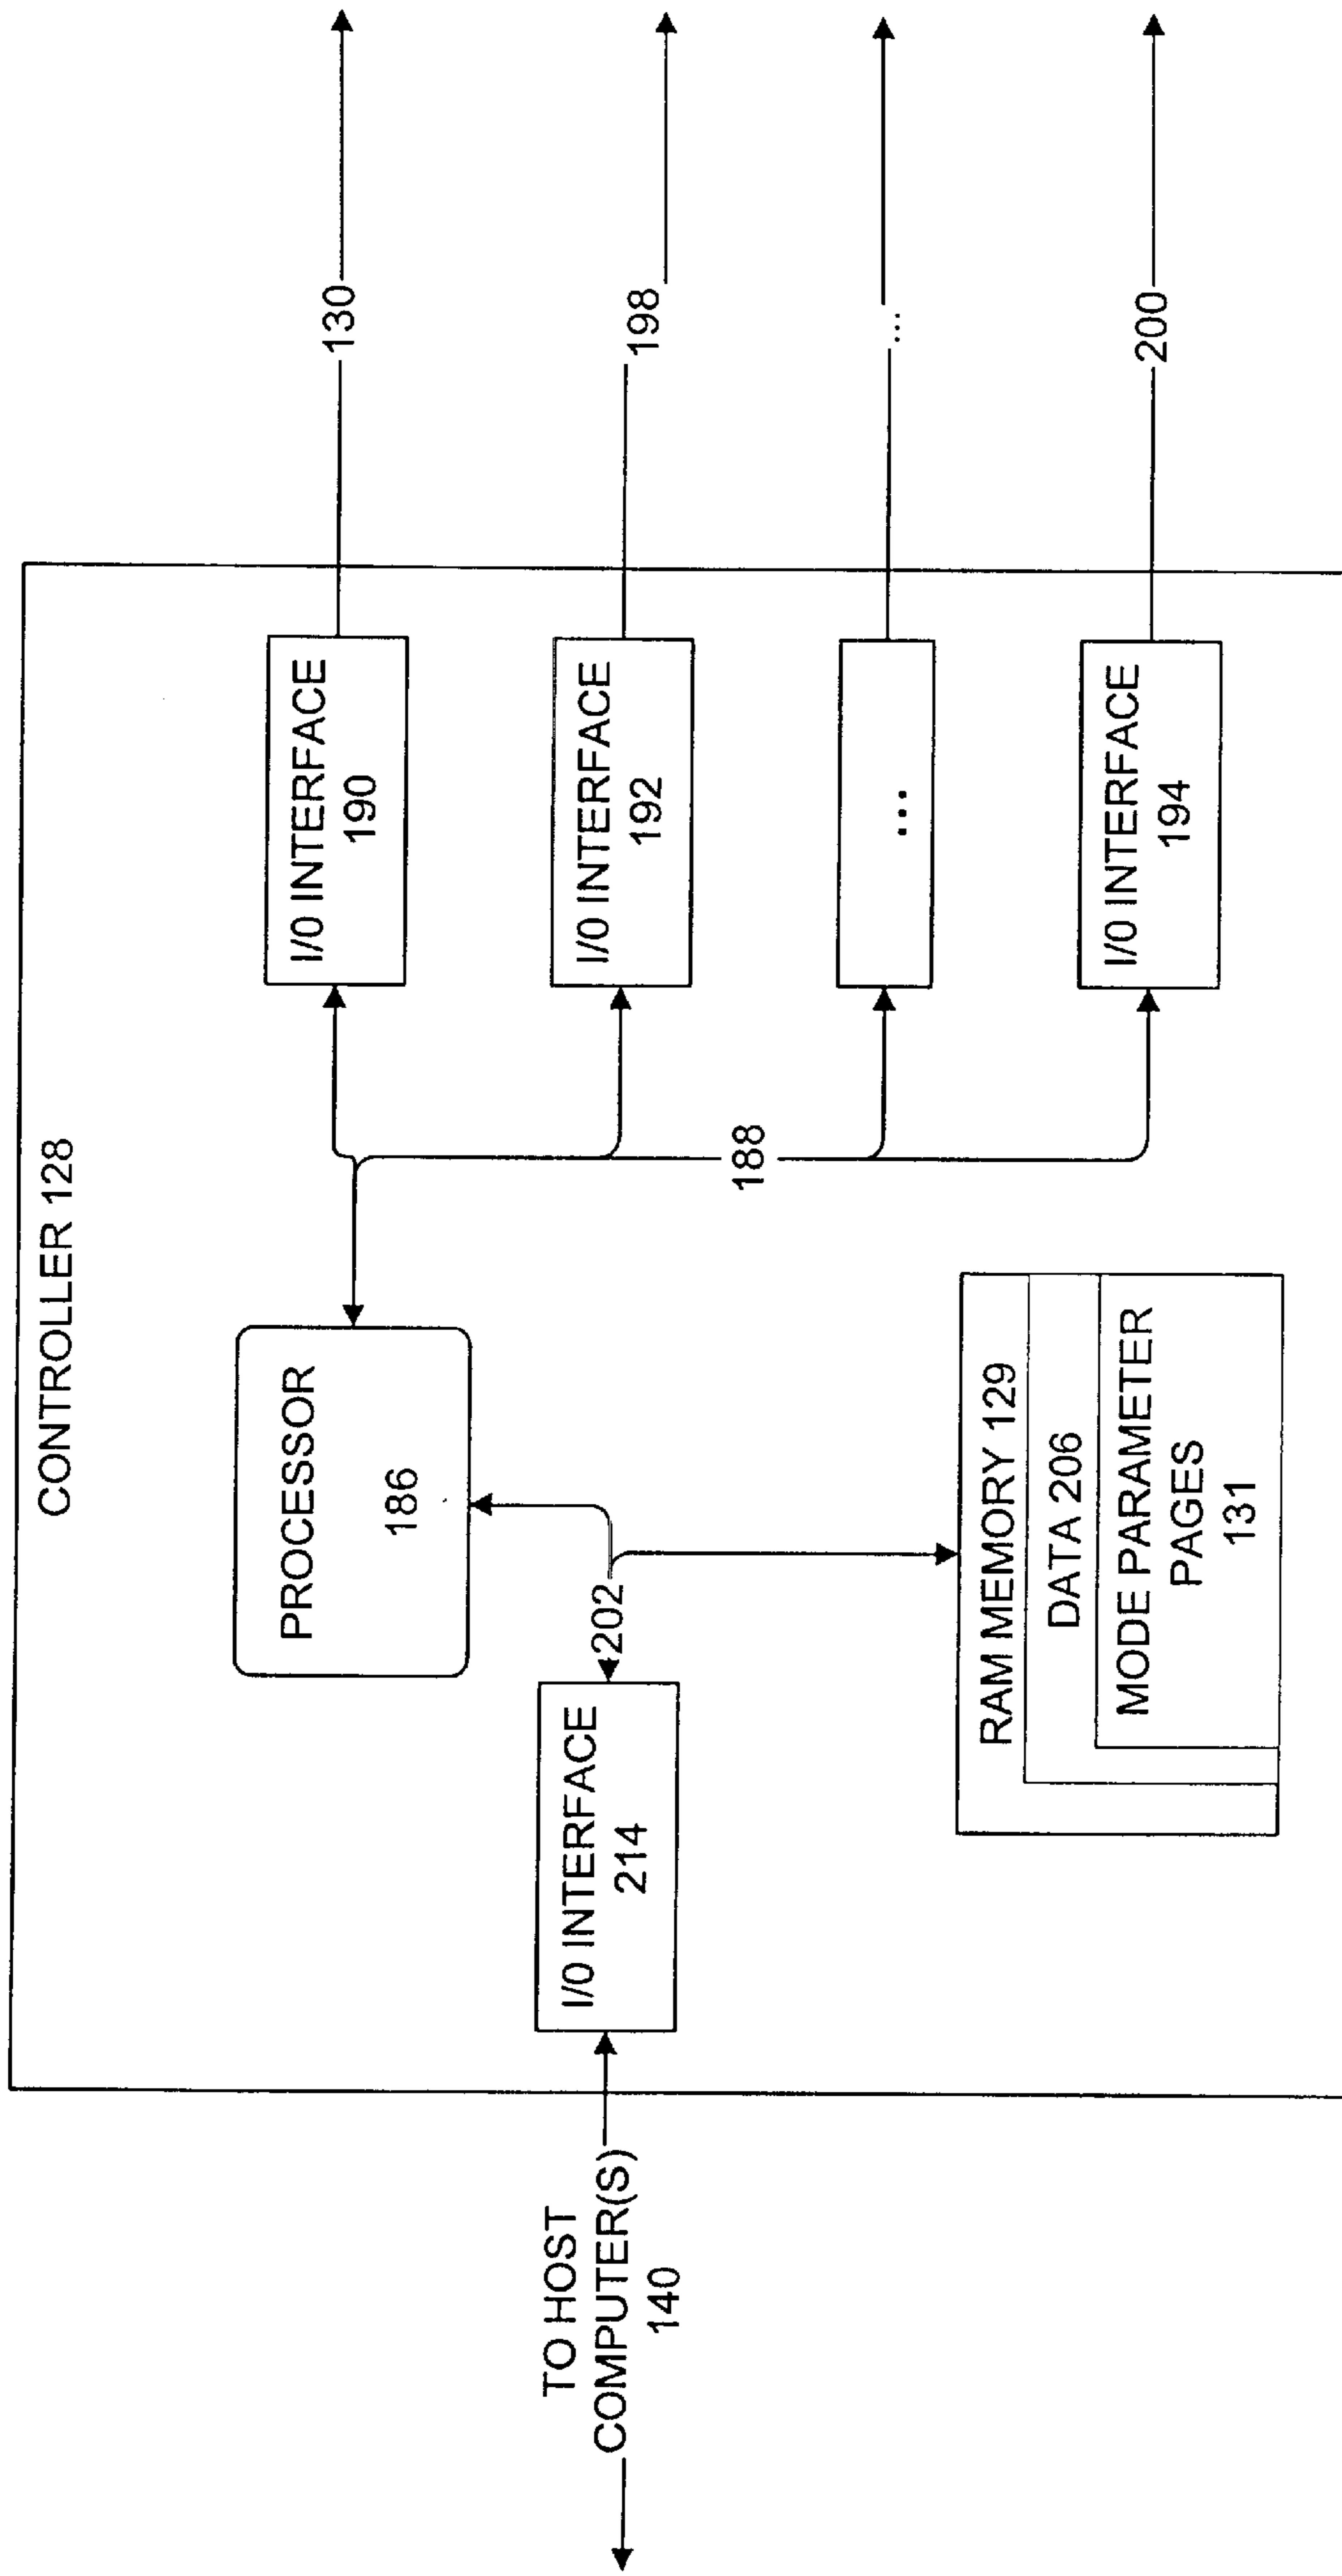 CONTROLLER 128
TO HOST
COMPUTER(S)
140
I/0 INTERFACE
214
202
PROCESSOR
186
RAM MEMORY 129
DATA 206
MODE PARAMETER
PAGES
131
188
I/0 INTERFACE
190
I/0 INTERFACE
192
...
I/0 INTERFACE
194
130
198
...
200